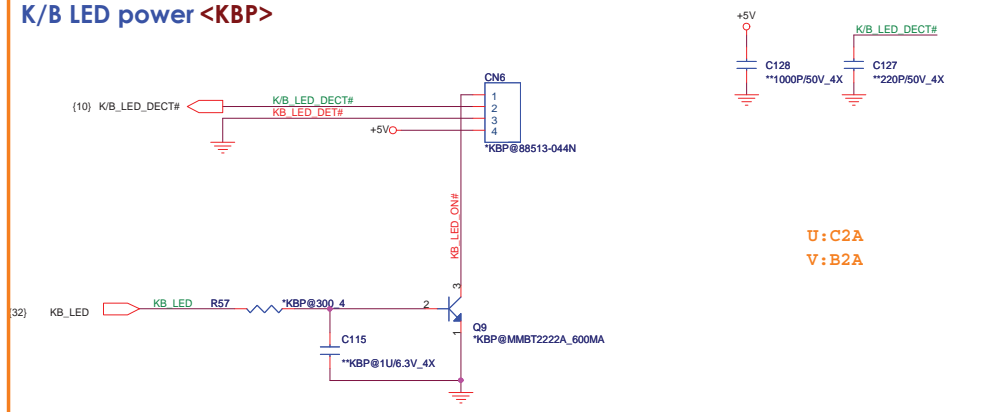 K/B LED power <KBP>
+5V
K/B_LED_DECT#
C128
**1000P/50V_4X
C127
**220P/50V_4X
CN6
{10} K/B_LED_DECT#
K/B_LED_DECT#
KB_LED_DET#
+5V
1
2
3
4
*KBP@88513-044N
KB_LED_ON#
U:C2A
V:B2A
{32} KB_LED
KB_LED
R57
*KBP@300_4
2
3
1
Q9
*KBP@MMBT2222A_600MA
C115
**KBP@1U/6.3V_4X